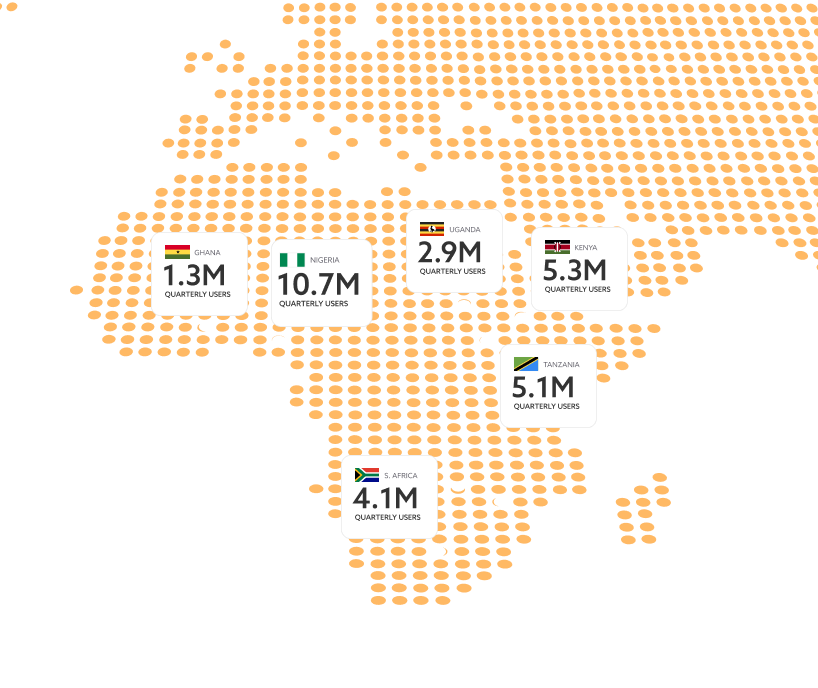 GHANA
1.3M
QUARTERLY USERS
NIGERIA
10.7M
QUARTERLY USERS
UGANDA
2.9M
QUARTERLY USERS
KENYA
5.3M
QUARTERLY USERS
TANZANIA
5.1M
QUARTERLY USERS
S. AFRICA
4.1M
QUARTERLY USERS